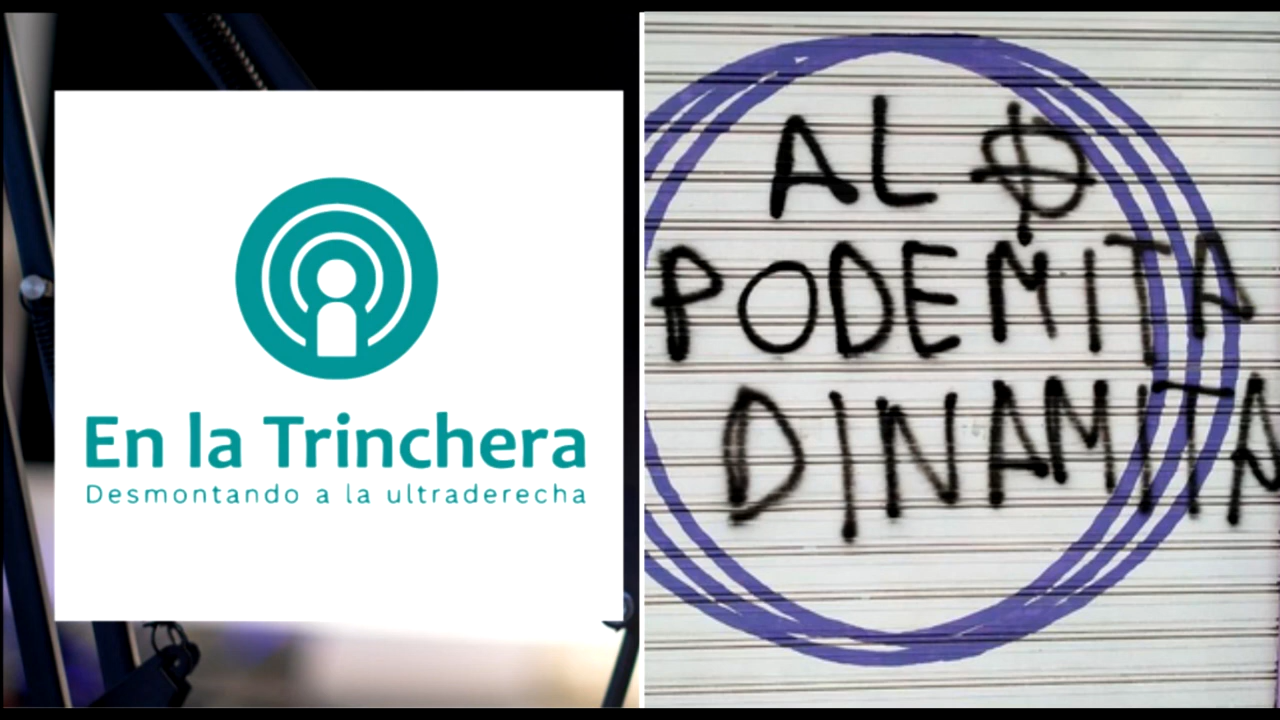 En la Trinchera
Desmontando a la ultraderecha
AL
PODEMITA
DINAMITA